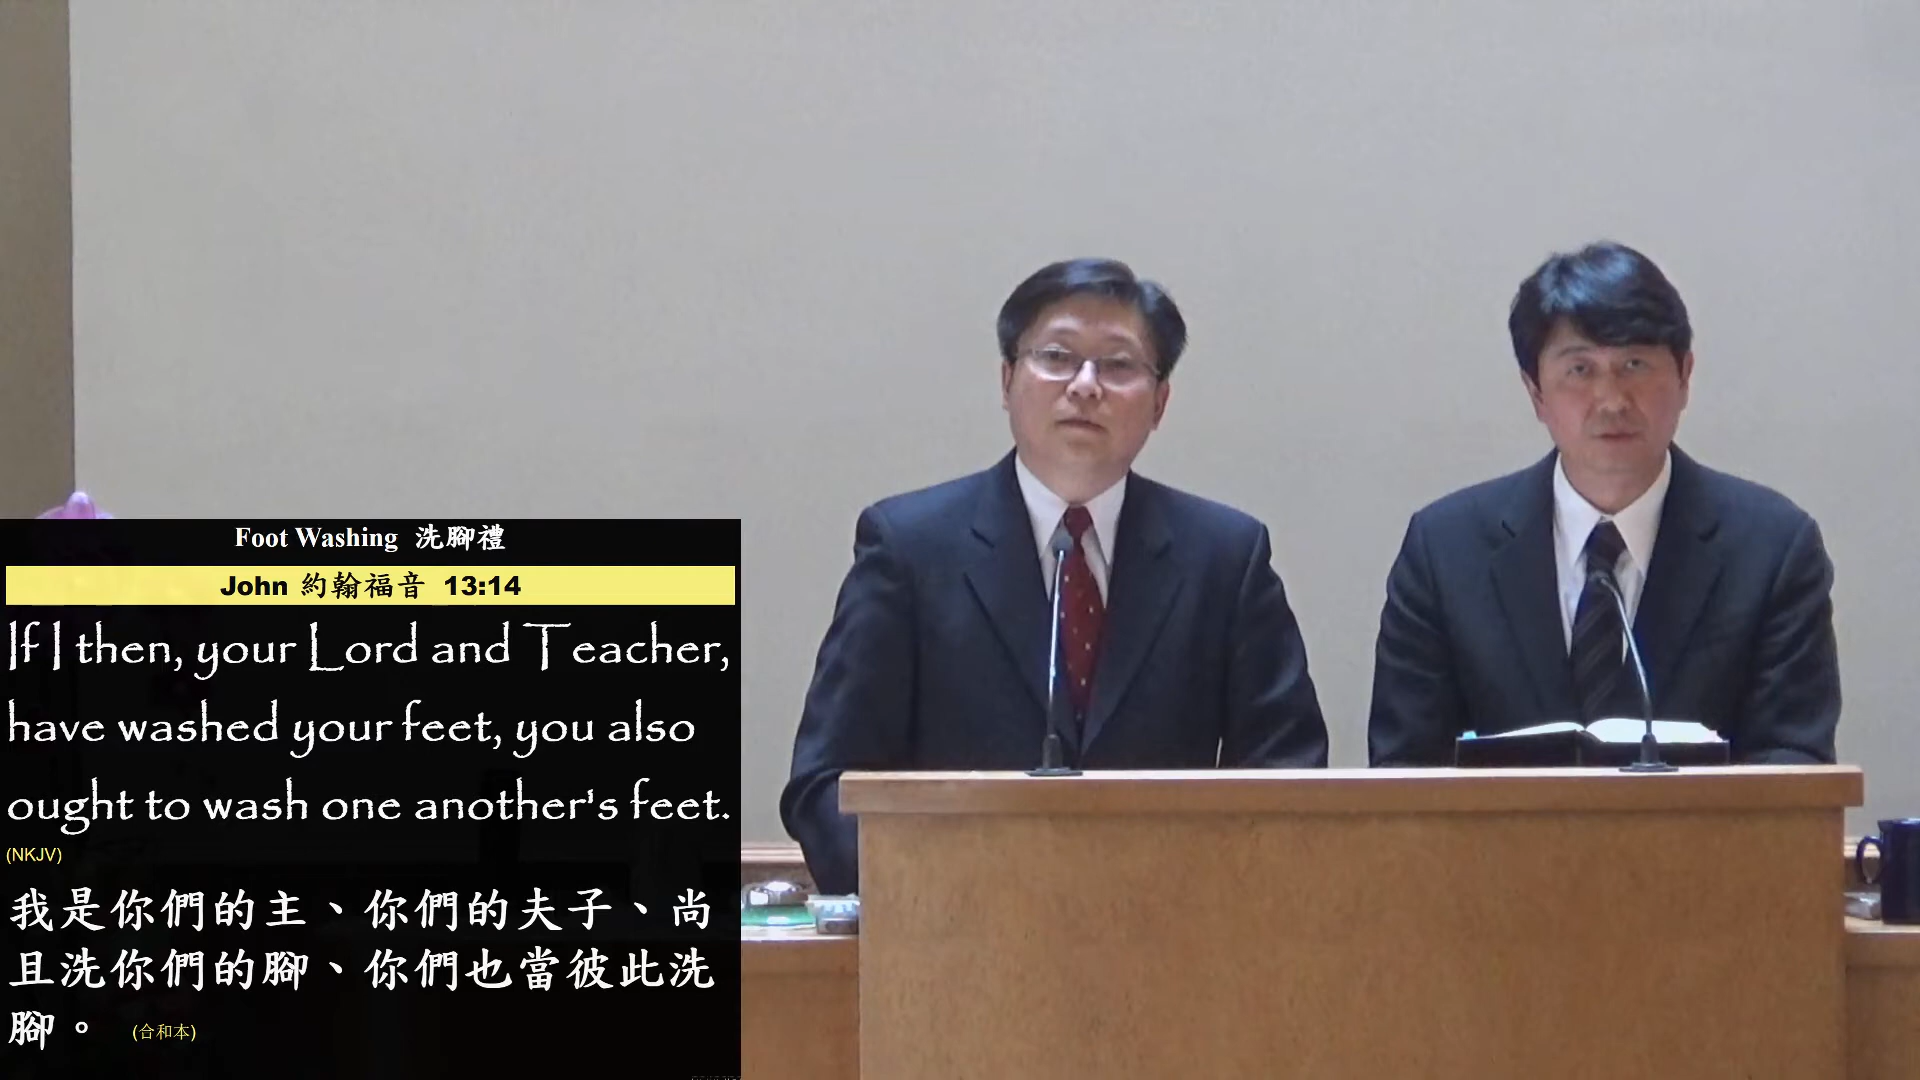 Foot Washing 洗腳禮
John 約翰福音 13:14
If I then, your Lord and Teacher,
have washed your feet, you also
ought to wash one another's feet.
(NKJV)
我是你們的主、你們的夫子、尚
且洗你們的腳、你們也當彼此洗
腳。 (合和本)